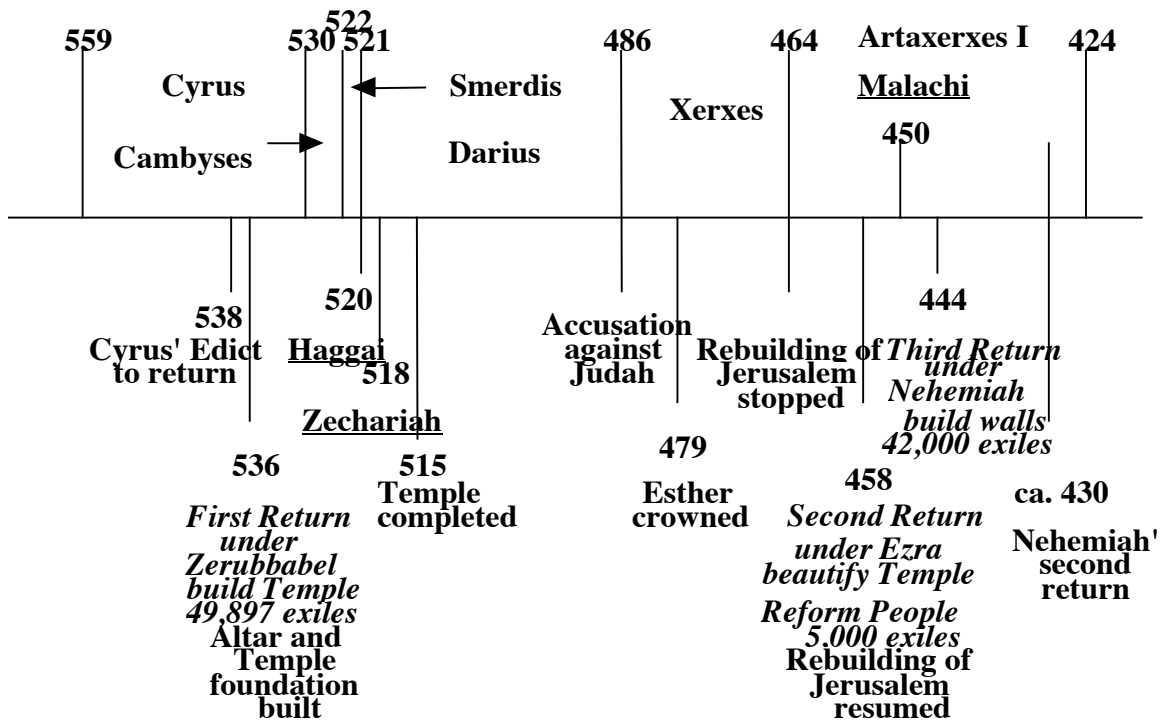 522
559
530
521
486
464
Artaxerxes I
424
Cyrus
Smerdis
Malachi
Xerxes
450
Cambyses
Darius
538
Cyrus' Edict
to return
520
Haggai
518
Zechariah
536
First Return
under
Zerubbabel
build Temple
49,897 exiles
Altar and
Temple
foundation
built
515
Temple
completed
Accusation
against
Judah
479
Esther
crowned
Rebuilding of
Jerusalem
stopped
458
Second Return
under Ezra
beautify Temple
Reform People
5,000 exiles
Rebuilding of
Jerusalem
resumed
444
Third Return
under
Nehemiah
build walls
42,000 exiles
ca. 430
Nehemiah'
second
return